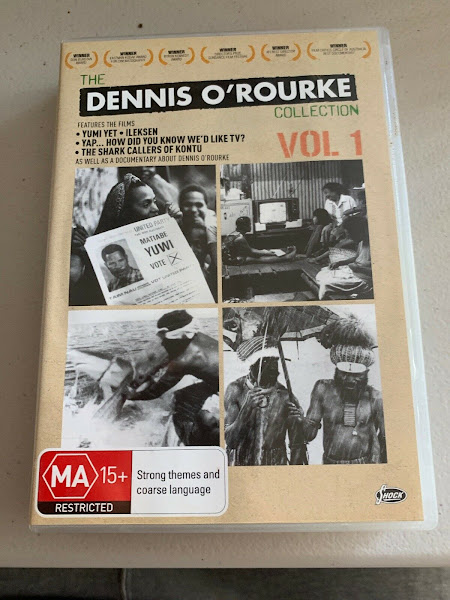 WINNER WINNER WINNER WINNER WINNER WINNER
THE
DENNIS O'ROURKE
COLLECTION
FEATURES THE FILMS
• YUMI YET • ILEKSEN
• YAP... HOW DID YOU KNOW WE'D LIKE TV?
• THE SHARK CALLERS OF KONTU
AS WELL AS A DOCUMENTARY ABOUT DENNIS O'ROURKE
VOL 1
UNITED PARTY
MATIABE
YUWI
VOTE
MA 15+
RESTRICTED
Strong themes and
coarse language
SHOCK